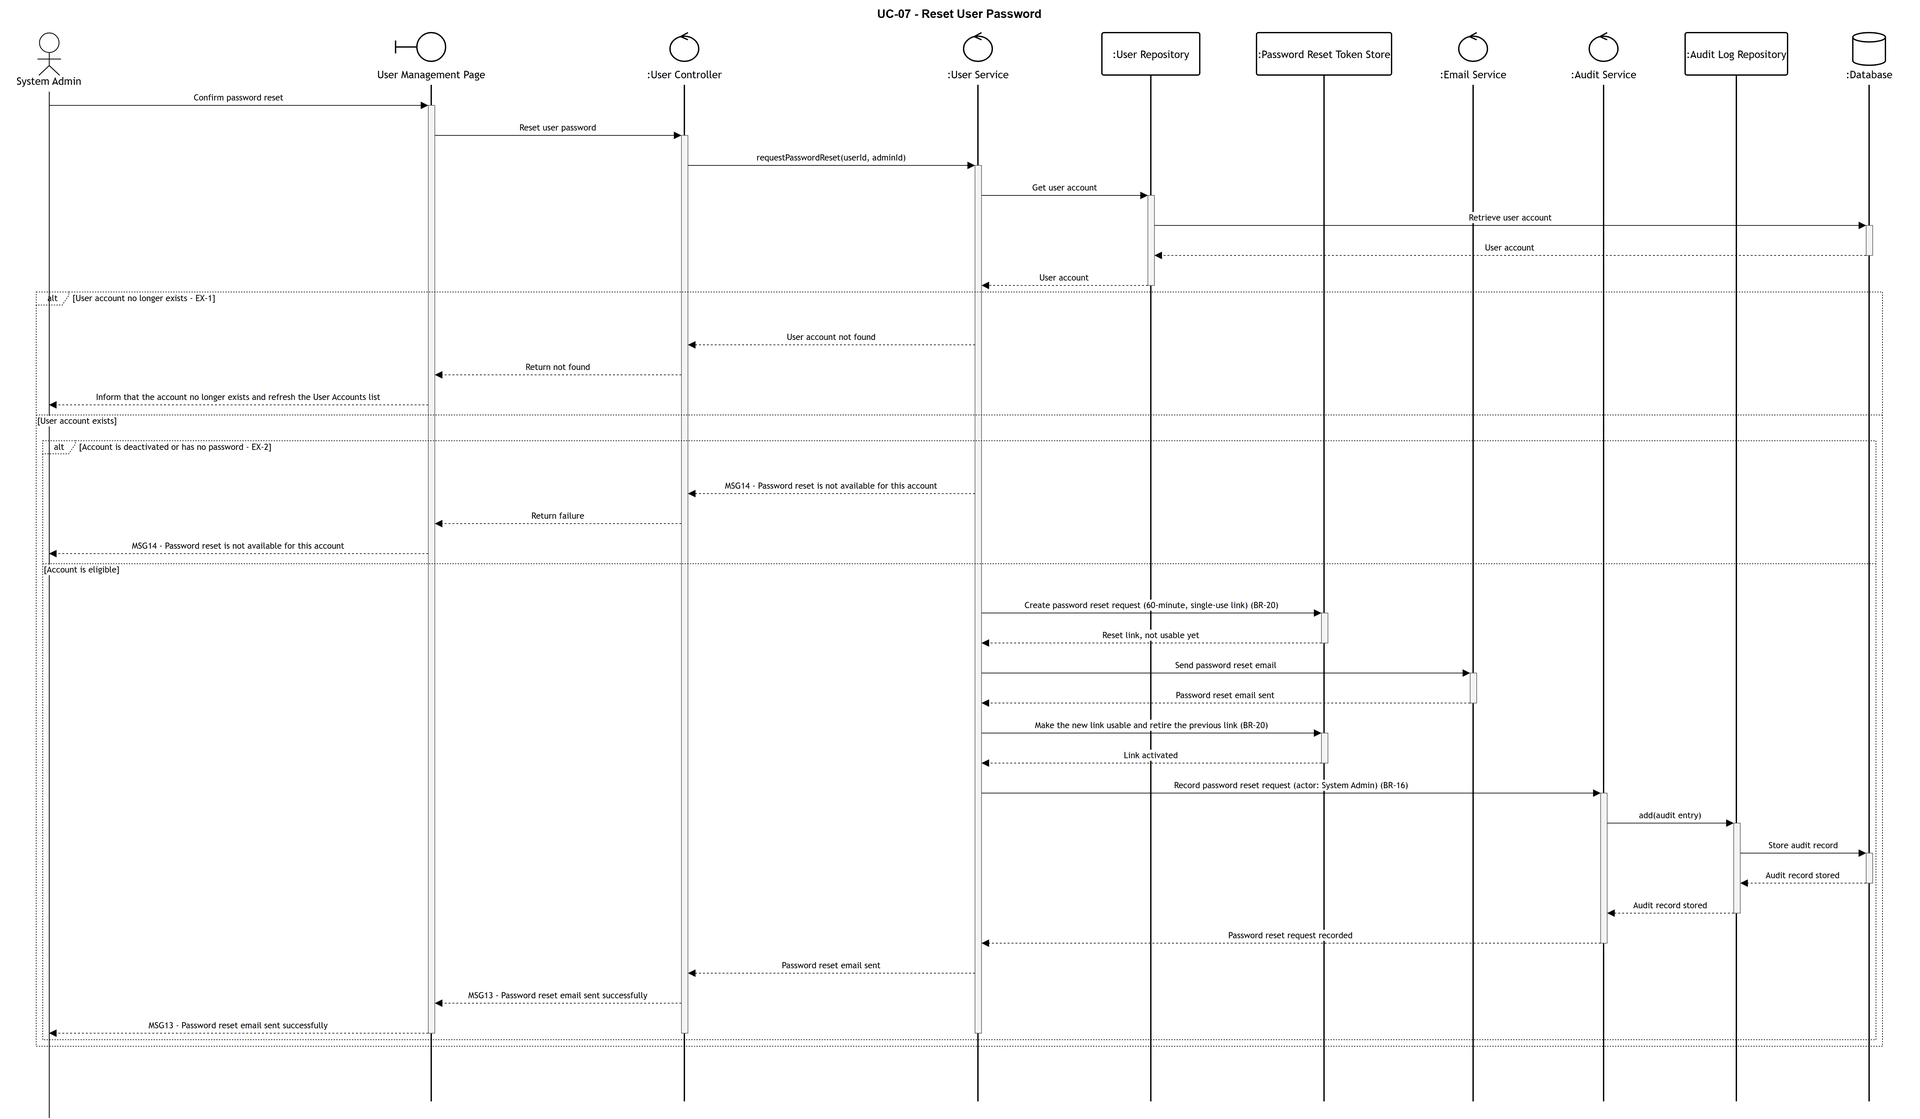 UC-07 - Reset User Password
System Admin
User Management Page
:User Controller
:User Service
:User Repository
:Password Reset Token Store
:Email Service
:Audit Service
:Audit Log Repository
:Database
Confirm password reset
Reset user password
requestPasswordReset(userId, adminId)
Get user account
Retrieve user account
User account
User account
alt [User account no longer exists - EX-1]
User account not found
Return not found
Inform that the account no longer exists and refresh the User Accounts list
[User account exists]
alt [Account is deactivated or has no password - EX-2]
MSG14 - Password reset is not available for this account
Return failure
MSG14 - Password reset is not available for this account
[Account is eligible]
Create password reset request (60-minute, single-use link) (BR-20)
Reset link, not usable yet
Send password reset email
Password reset email sent
Make the new link usable and retire the previous link (BR-20)
Link activated
Record password reset request (actor: System Admin) (BR-16)
add(audit entry)
Store audit record
Audit record stored
Audit record stored
Password reset request recorded
Password reset email sent
MSG13 - Password reset email sent successfully
MSG13 - Password reset email sent successfully